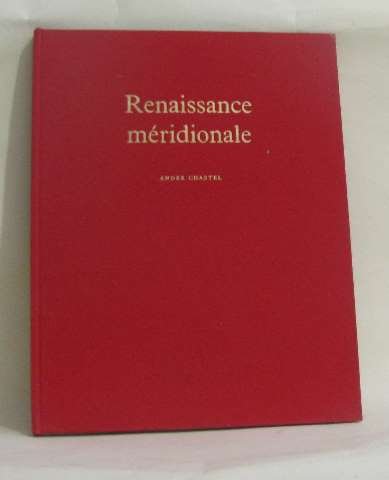 Renaissance
méridionale
ANDRÉ CHASTEL